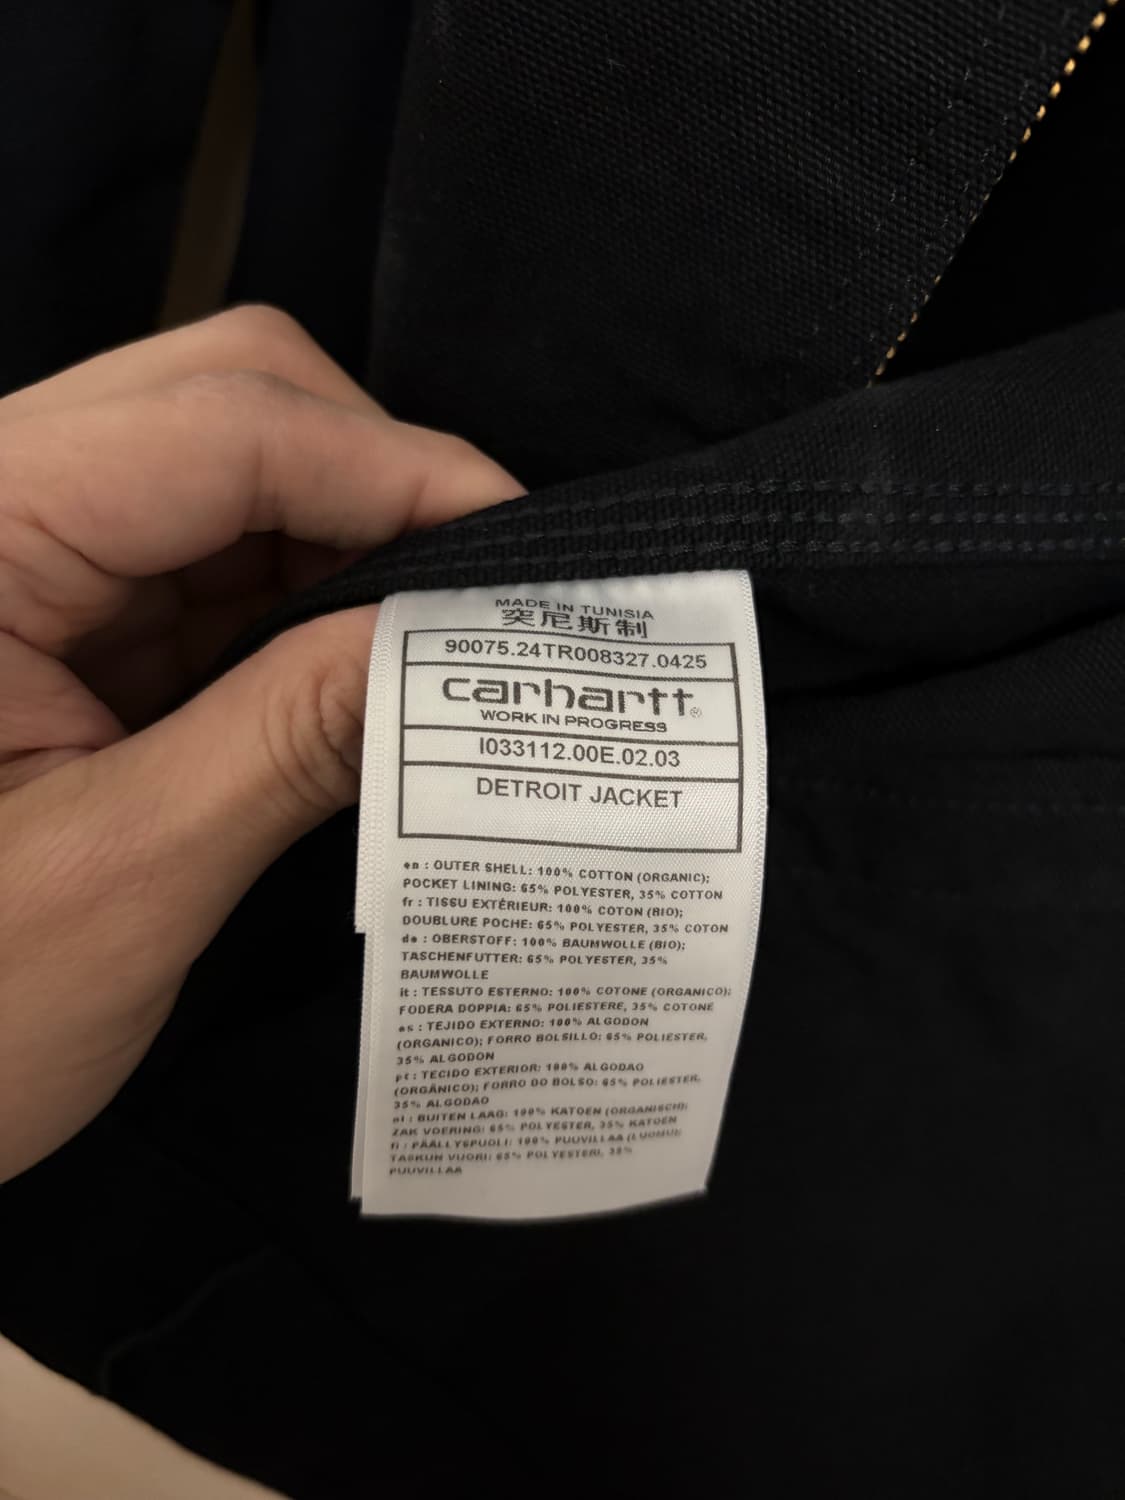 MADE IN TUNISIA
突尼斯制
90075.24TR008327.0425
carhartt®
WORK IN PROGRESS
I033112.00E.02.03
DETROIT JACKET
en : OUTER SHELL: 100% COTTON (ORGANIC);
POCKET LINING: 65% POLYESTER, 35% COTTON
fr : TISSU EXTÉRIEUR: 100% COTON (BIO);
DOUBLURE POCHE: 65% POLYESTER, 35% COTON
de : OBERSTOFF: 100% BAUMWOLLE (BIO);
TASCHENFUTTER: 65% POLYESTER, 35%
BAUMWOLLE
it : TESSUTO ESTERNO: 100% COTONE (ORGANICO);
FODERA DOPPIA: 65% POLIESTERE, 35% COTONE
es : TEJIDO EXTERNO: 100% ALGODON
(ORGANICO); FORRO BOLSILLO: 65% POLIESTER,
35% ALGODON
pt : TECIDO EXTERIOR: 100% ALGODAO
(ORGÂNICO); FORRO DO BOLSO: 65% POLIESTER,
35% ALGODAO
nl : BUITEN LAAG: 100% KATOEN (ORGANISCH);
ZAK VOERING: 65% POLYESTER, 35% KATOEN
fi : PÄÄLLYSPUOLI: 100% PUUVILLAA (LUOMU);
TASKUN VUORI: 65% POLYESTERI, 35%
PUUVILLAA